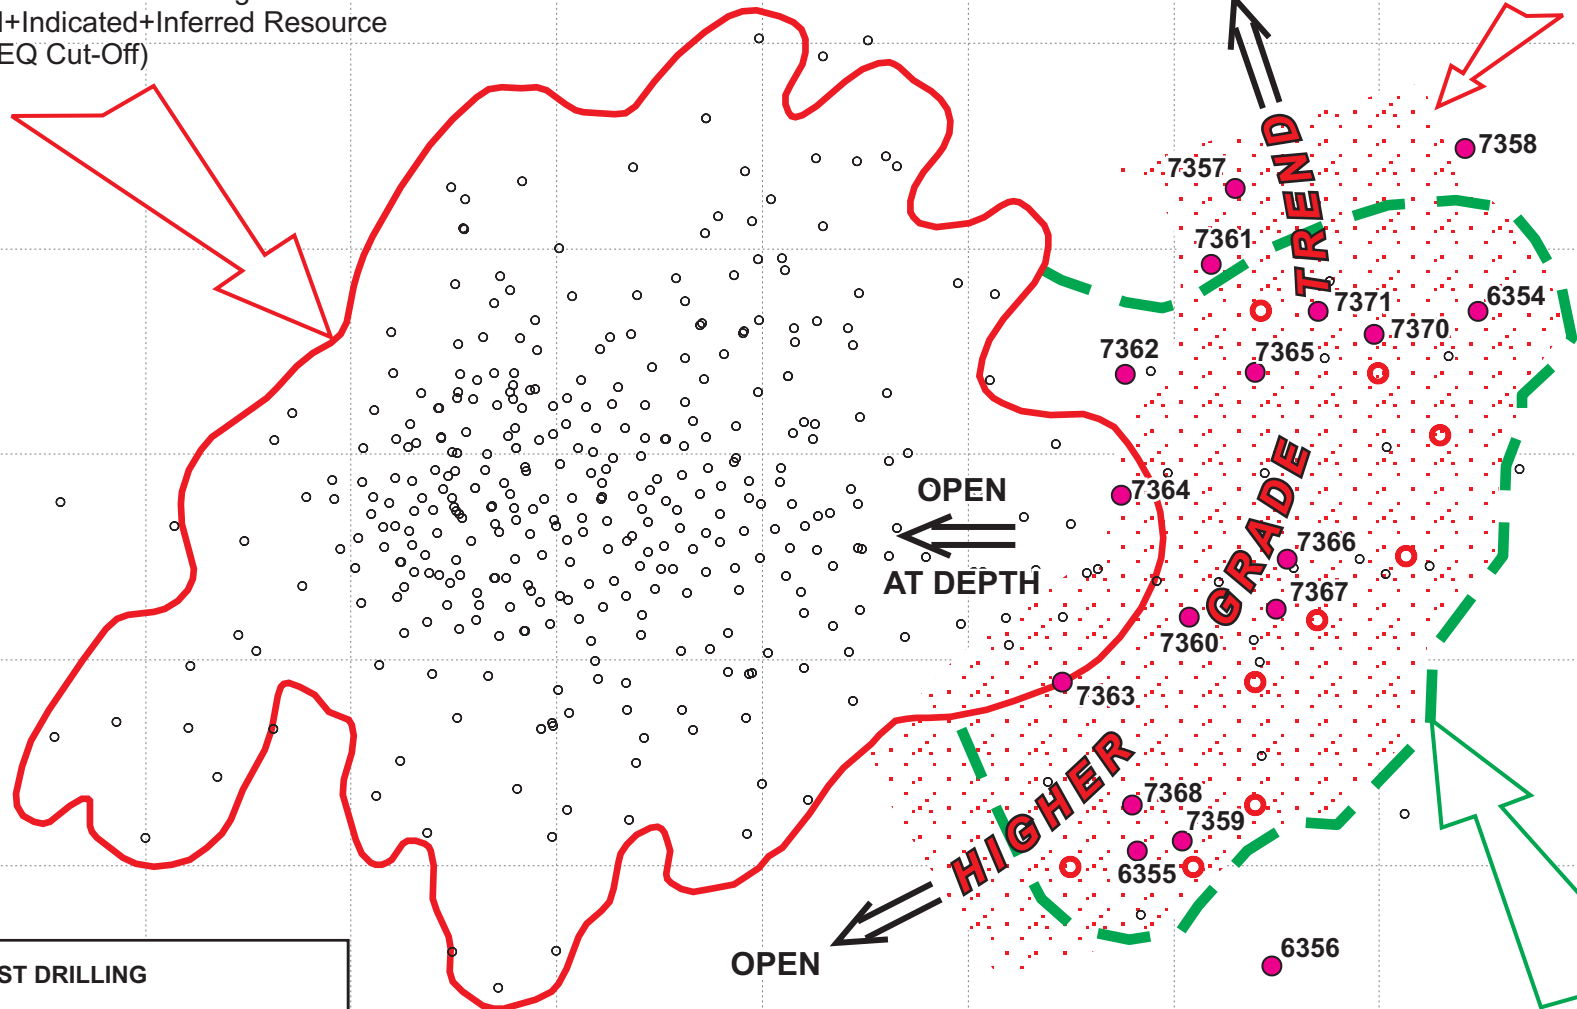 +Indicated+Inferred Resource
EQ Cut-Off)
7358
7357
TREND
7361
6354
7371
7370
7362
7365
OPEN
7364
GRADE
7366
AT DEPTH
7367
7360
7363
HIGHER
7368
7359
6355
OPEN
6356
ST DRILLING